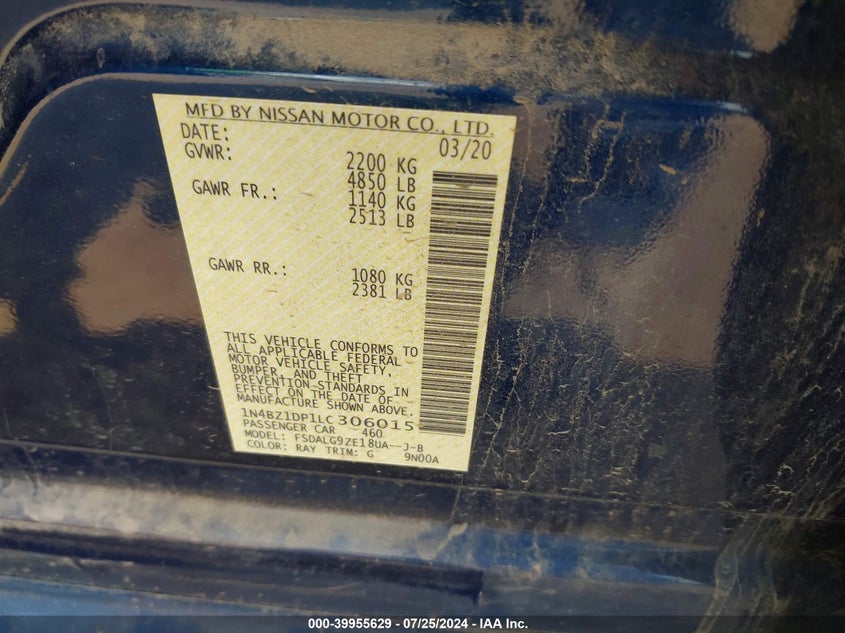 MFD BY NISSAN MOTOR CO., LTD.
DATE: 03/20
GVWR: 2200 KG
4850 LB
GAWR FR.: 1140 KG
2513 LB
GAWR RR.: 1080 KG
2381 LB
THIS VEHICLE CONFORMS TO
ALL APPLICABLE FEDERAL
MOTOR VEHICLE SAFETY,
BUMPER, AND THEFT
PREVENTION STANDARDS IN
EFFECT ON THE DATE OF
MANUFACTURE SHOWN ABOVE.
1N4BZ1DP1LC306015
PASSENGER CAR 460
MODEL: FSDALG9ZE18UA--J-B
COLOR: RAY TRIM: G 9N00A
000-39955629 - 07/25/2024 - IAA Inc.